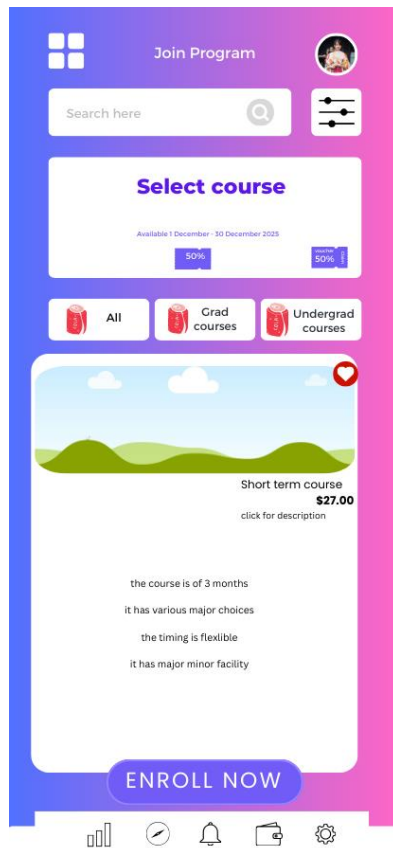 Join Program
Search here
Select course
Available 1 December - 30 December 2025
50%
50%
All
Grad
courses
Undergrad
courses
Short term course
$27.00
click for description
the course is of 3 months
it has various major choices
the timing is flexlible
it has major minor facility
ENROLL NOW